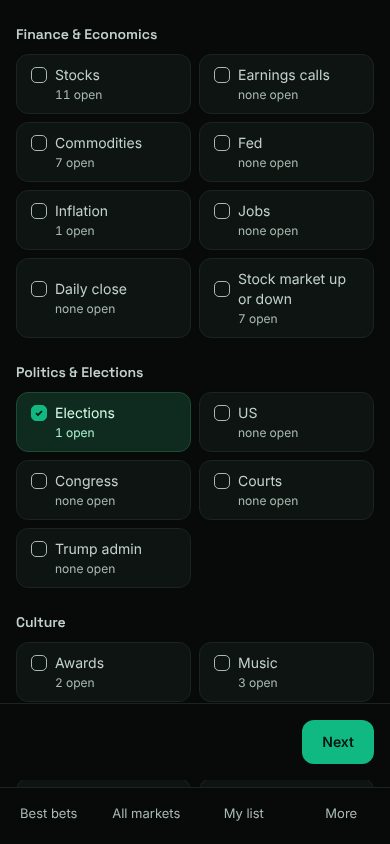 Finance & Economics
Stocks
11 open
Earnings calls
none open
Commodities
7 open
Fed
none open
Inflation
1 open
Jobs
none open
Daily close
none open
Stock market up
or down
7 open
Politics & Elections
Elections
1 open
US
none open
Congress
none open
Courts
none open
Trump admin
none open
Culture
Awards
2 open
Music
3 open
Next
Best bets
All markets
My list
More